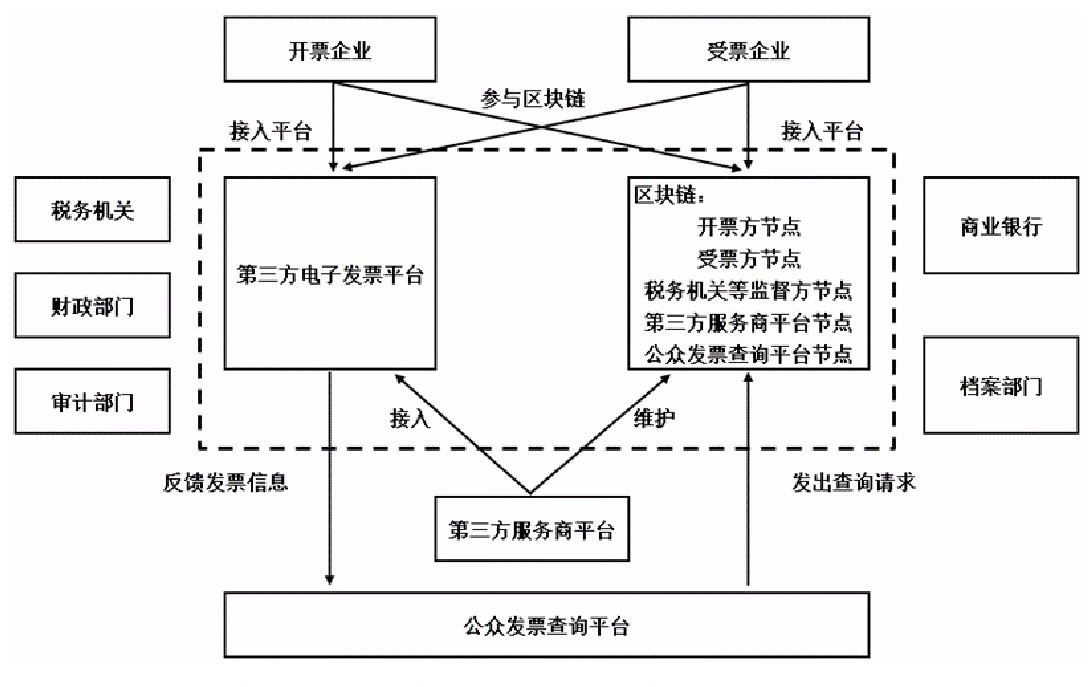 开票企业
受票企业
参与区块链
接入平台
接入平台
税务机关
财政部门
审计部门
第三方电子发票平台
区块链:
开票方节点
受票方节点
税务机关等监督方节点
第三方服务商平台节点
公众发票查询平台节点
商业银行
档案部门
接入
维护
反馈发票信息
发出查询请求
第三方服务商平台
公众发票查询平台